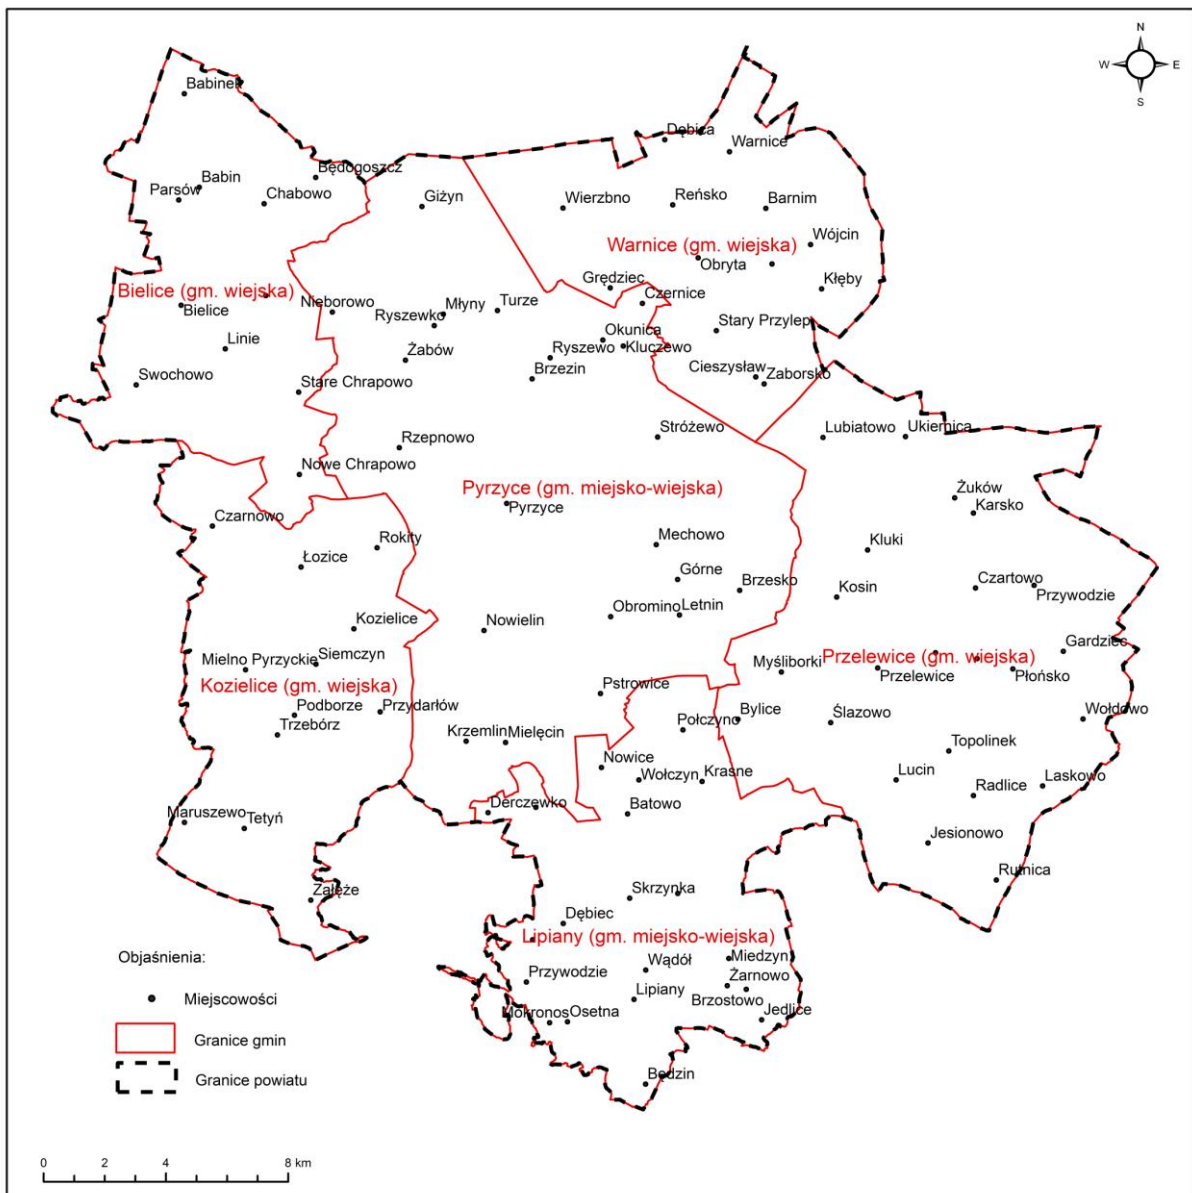 N
W E
S
Babinek
Dębica
Warnice
Będogoszcz
Babin
Parsów
Chabowo
Giżyn
Wierzbno
Reńsko
Barnim
Wójcin
Warnice (gm. wiejska)
Obryta
Kłęby
Grędziec
Czernice
Bielice (gm. wiejska)
Bielice
Nieborowo
Młyny
Turze
Ryszewko
Stary Przylep
Linie
Okunica
Kluczewo
Ryszewo
Żabów
Brzezin
Cieszysław
Zaborsko
Swochowo
Stare Chrapowo
Rzepnowo
Stróżewo
Lubiatowo
Ukiernica
Nowe Chrapowo
Pyrzyce (gm. miejsko-wiejska)
Pyrzyce
Żuków
Karsko
Czarnowo
Rokity
Mechowo
Kluki
Łozice
Górne
Brzesko
Kosin
Czartowo
Przywodzie
Obromino
Letnin
Kozielice
Nowielin
Gardziec
Mielno Pyrzyckie
Siemczyn
Myśliborki
Przelewice (gm. wiejska)
Przelewice
Płońsko
Kozielice (gm. wiejska)
Pstrowice
Podborze
Przydarłów
Trzebórz
Połczyno
Bylice
Ślazowo
Wołdowo
Krzemlin
Mielęcin
Topolinek
Nowice
Wołczyn
Krasne
Lucin
Radlice
Laskowo
Derczewko
Batowo
Maruszewo
Tetyń
Jesionowo
Rutnica
Załęże
Skrzynka
Dębiec
Lipiany (gm. miejsko-wiejska)
Objaśnienia:
Wądół
Miedzyn
Przywodzie
Żarnowo
Lipiany
Brzostowo
Miejscowości
Mokronos
Osetna
Jedlice
Granice gmin
Będzin
Granice powiatu
0 2 4 8 km